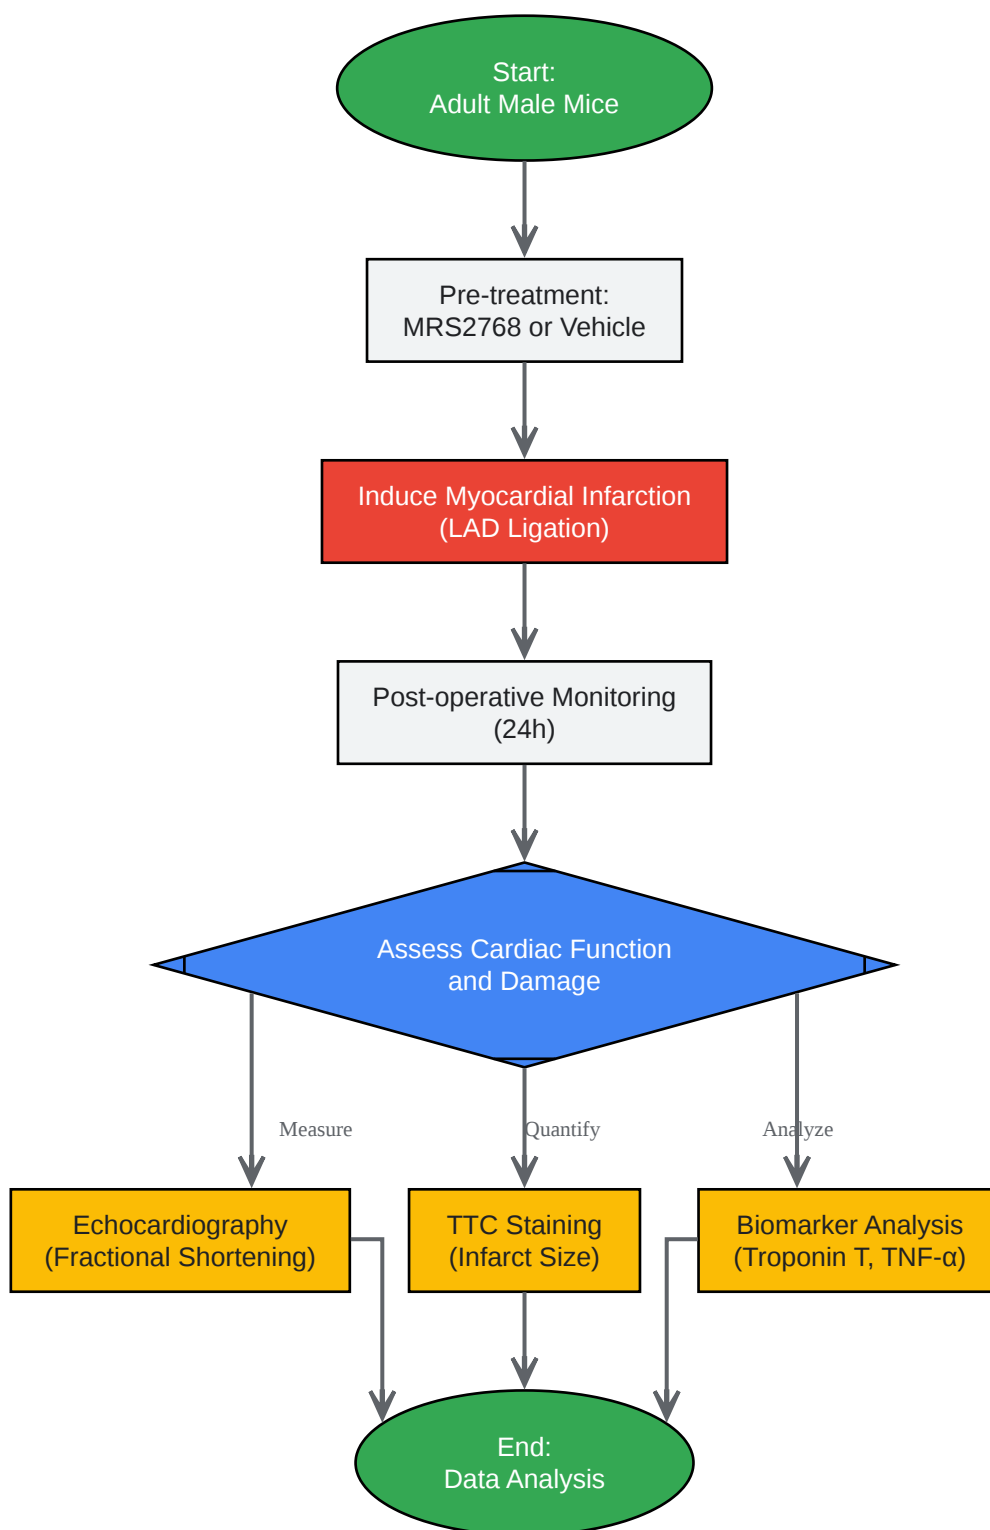 Start:
Adult Male Mice
Pre-treatment:
MRS2768 or Vehicle
Induce Myocardial Infarction
(LAD Ligation)
Post-operative Monitoring
(24h)
Assess Cardiac Function
and Damage
Measure
Quantify
Analyze
Echocardiography
(Fractional Shortening)
TTC Staining
(Infarct Size)
Biomarker Analysis
(Troponin T, TNF-α)
End:
Data Analysis